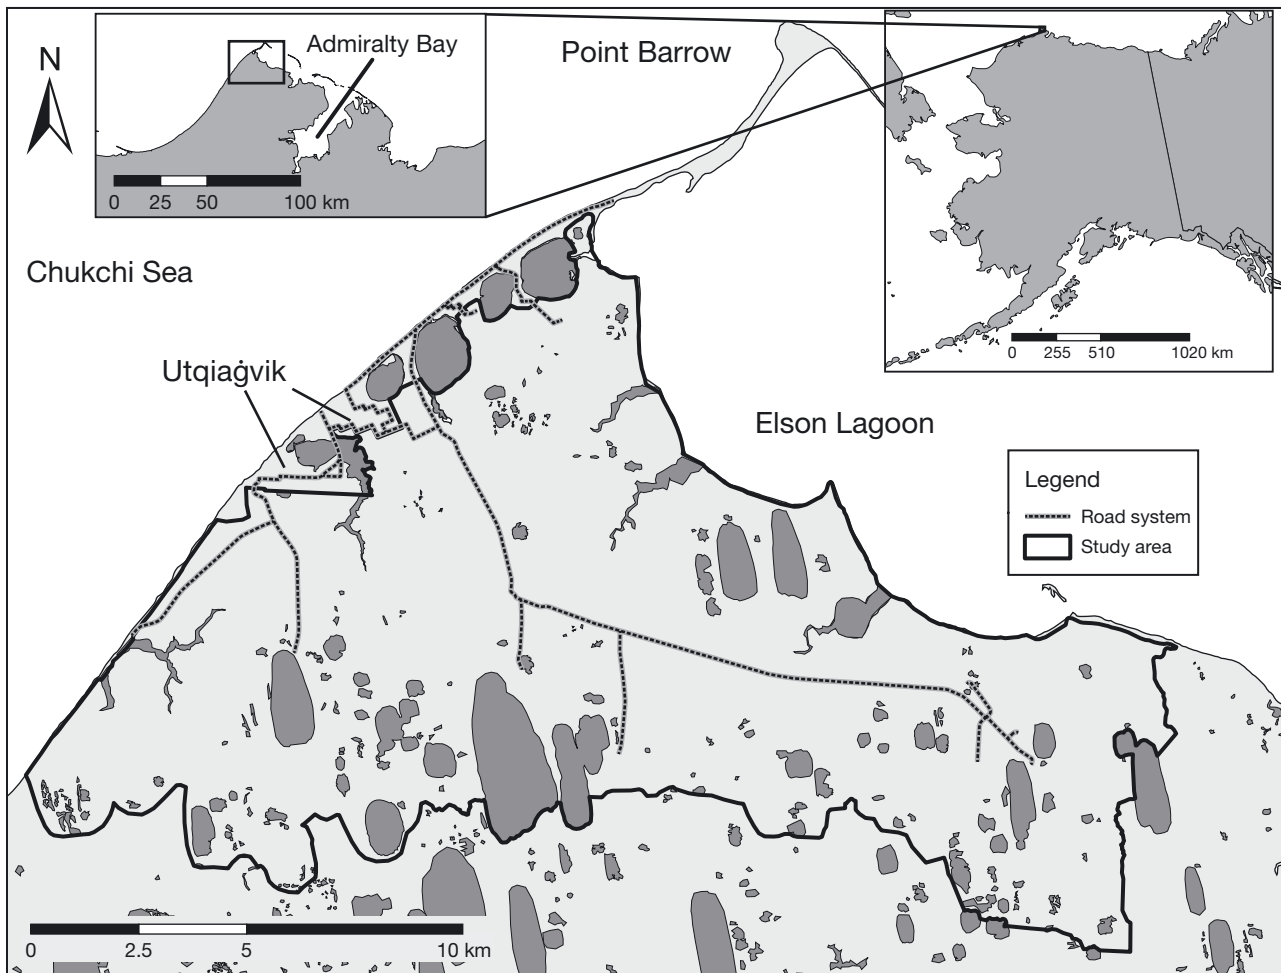 N
Admiralty Bay
0 25 50 100 km
Point Barrow
Chukchi Sea
0 255 510 1020 km
Utqiaġvik
Elson Lagoon
Legend
Road system
Study area
0 2.5 5 10 km